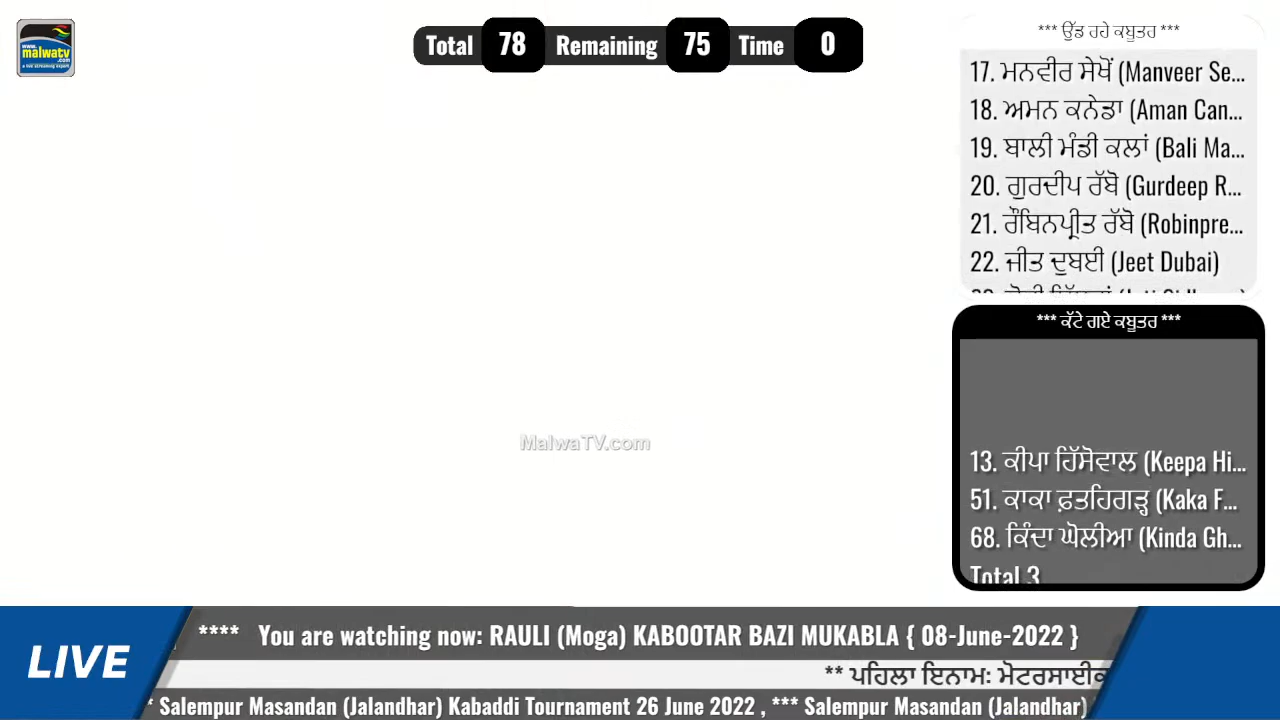 www.
malwatv
.com
a live streaming expert
Total 78 Remaining 75 Time 0
*** ਉੱਡ ਰਹੇ ਕਬੂਤਰ ***
17. ਮਨਵੀਰ ਸੇਖੋਂ (Manveer Se...
18. ਅਮਨ ਕਨੇਡਾ (Aman Can...
19. ਬਾਲੀ ਮੰਡੀ ਕਲਾਂ (Bali Ma...
20. ਗੁਰਦੀਪ ਰੱਬੋ (Gurdeep R...
21. ਰੌਬਿਨਪ੍ਰੀਤ ਰੱਬੋ (Robinpre...
22. ਜੀਤ ਦੁਬਈ (Jeet Dubai)
*** ਕੱਟੇ ਗਏ ਕਬੂਤਰ ***
13. ਕੀਪਾ ਹਿੱਸੋਵਾਲ (Keepa Hi...
51. ਕਾਕਾ ਫ਼ਤਹਿਗੜ੍ਹ (Kaka F...
68. ਕਿੰਦਾ ਘੋਲੀਆ (Kinda Gh...
Total 3
MalwaTV.com
LIVE
**** You are watching now: RAULI (Moga) KABOOTAR BAZI MUKABLA { 08-June-2022 }
** ਪਹਿਲਾ ਇਨਾਮ: ਮੋਟਰਸਾਈਕ
* Salempur Masandan (Jalandhar) Kabaddi Tournament 26 June 2022 , *** Salempur Masandan (Jalandhar)